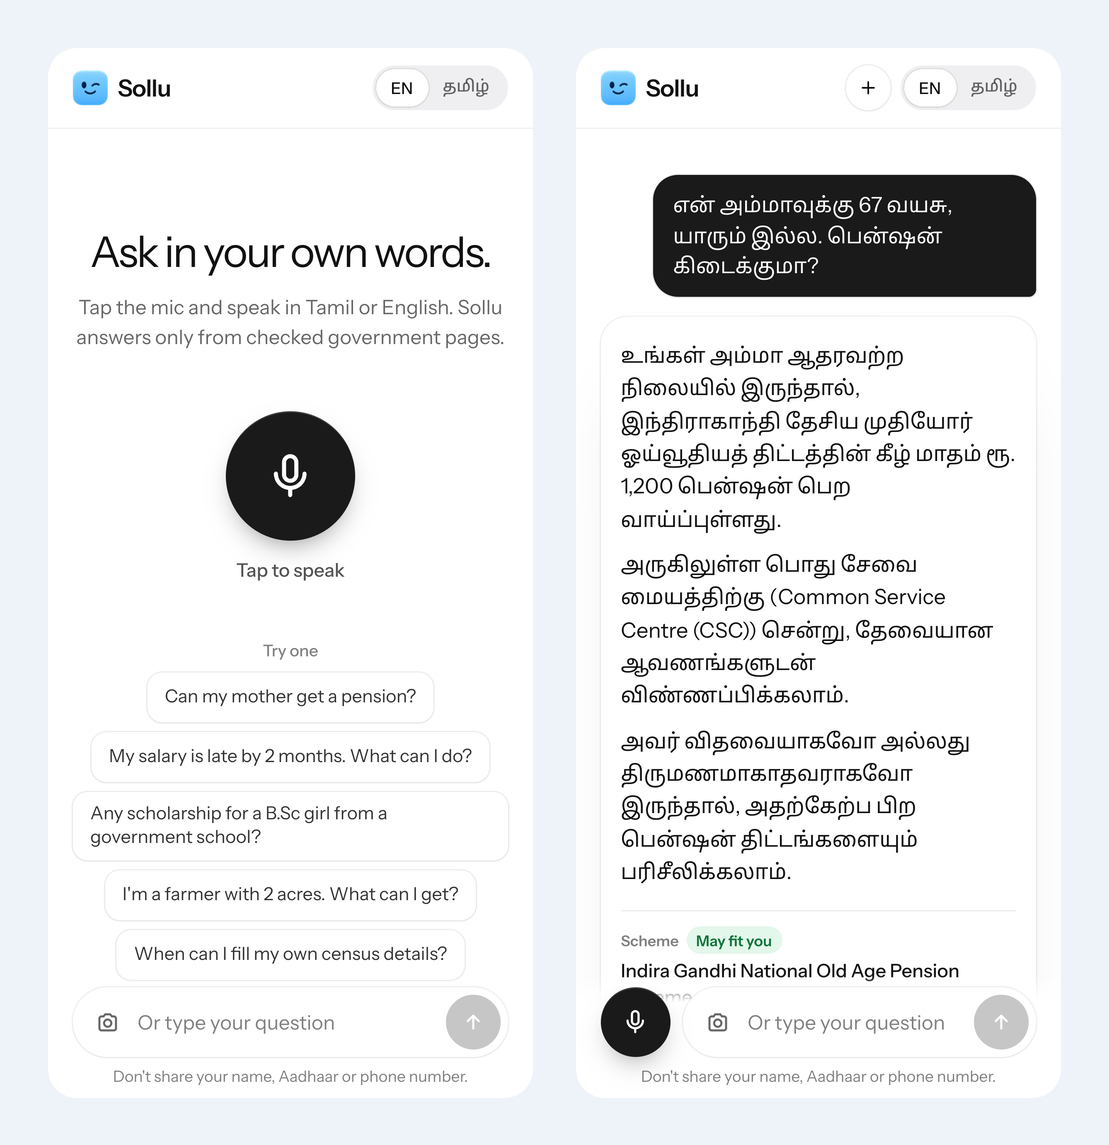 Sollu
EN தமிழ்
Ask in your own words.
Tap the mic and speak in Tamil or English. Sollu
answers only from checked government pages.
Tap to speak
Try one
Can my mother get a pension?
My salary is late by 2 months. What can I do?
Any scholarship for a B.Sc girl from a
government school?
I'm a farmer with 2 acres. What can I get?
When can I fill my own census details?
Or type your question
Don't share your name, Aadhaar or phone number.
Sollu
+ EN தமிழ்
என் அம்மாவுக்கு 67 வயசு,
யாரும் இல்ல. பென்ஷன்
கிடைக்குமா?
உங்கள் அம்மா ஆதரவற்ற
நிலையில் இருந்தால்,
இந்திராகாந்தி தேசிய முதியோர்
ஓய்வூதியத் திட்டத்தின் கீழ் மாதம் ரூ.
1,200 பென்ஷன் பெற
வாய்ப்புள்ளது.
அருகிலுள்ள பொது சேவை
மையத்திற்கு (Common Service
Centre (CSC)) சென்று, தேவையான
ஆவணங்களுடன்
விண்ணப்பிக்கலாம்.
அவர் விதவையாகவோ அல்லது
திருமணமாகாதவராகவோ
இருந்தால், அதற்கேற்ப பிற
பென்ஷன் திட்டங்களையும்
பரிசீலிக்கலாம்.
Scheme May fit you
Indira Gandhi National Old Age Pension
Or type your question
Don't share your name, Aadhaar or phone number.